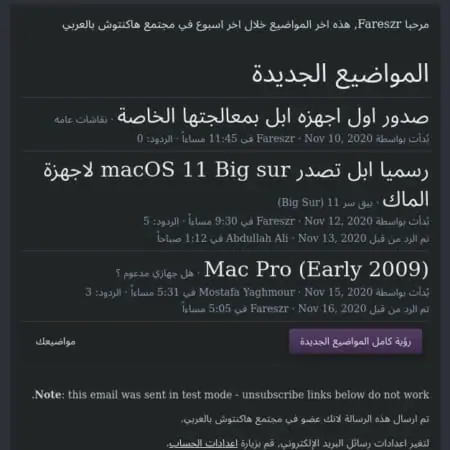 مرحبا Fareszr, هذه اخر المواضيع خلال اخر اسبوع في مجتمع هاكنتوش بالعربي
المواضيع الجديدة
صدور اول اجهزه ابل بمعالجتها الخاصة · نقاشات عامه
بُدأت بواسطة Fareszr · Nov 10, 2020 في 11:45 مساءاً · الردود: 0
رسميا ابل تصدر macOS 11 Big sur لاجهزة
الماك · بيق سر 11 (Big Sur)
بُدأت بواسطة Fareszr · Nov 12, 2020 في 9:30 مساءاً · الردود: 5
تم الرد من قبل Abdullah Ali · Nov 13, 2020 في 1:12 صباحاً
Mac Pro (Early 2009) · هل جهازي مدعوم ؟
بُدأت بواسطة Mostafa Yaghmour · Nov 15, 2020 في 5:31 مساءاً · الردود: 3
تم الرد من قبل Fareszr · Nov 16, 2020 في 5:05 مساءاً
رؤية كامل المواضيع الجديدة مواضيعك
Note: this email was sent in test mode - unsubscribe links below do not work.
تم ارسال هذه الرسالة لانك عضو في مجتمع هاكنتوش بالعربي.
لتغير اعدادات رسائل البريد الإلكتروني, قم بزيارة إعدادات الحساب.